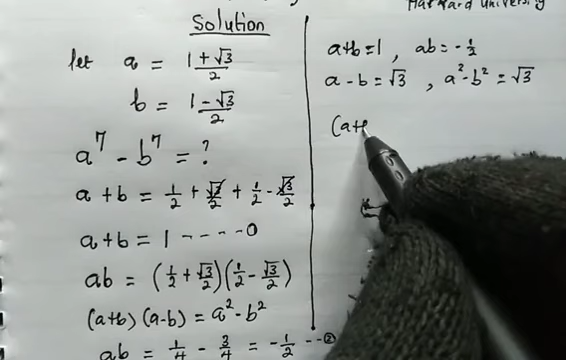 Harvard University
Solution
let a = (1 + √3)/2
b = (1 - √3)/2
a⁷ - b⁷ = ?
a + b = 1/2 + √3/2 + 1/2 - √3/2
a + b = 1 - - - - ①
ab = (1/2 + √3/2)(1/2 - √3/2)
(a+b)(a-b) = a² - b²
ab = 1/4 - 3/4 = -1/2 - - ②
a+b = 1 , ab = -1/2
a - b = √3 , a² - b² = √3
(a+